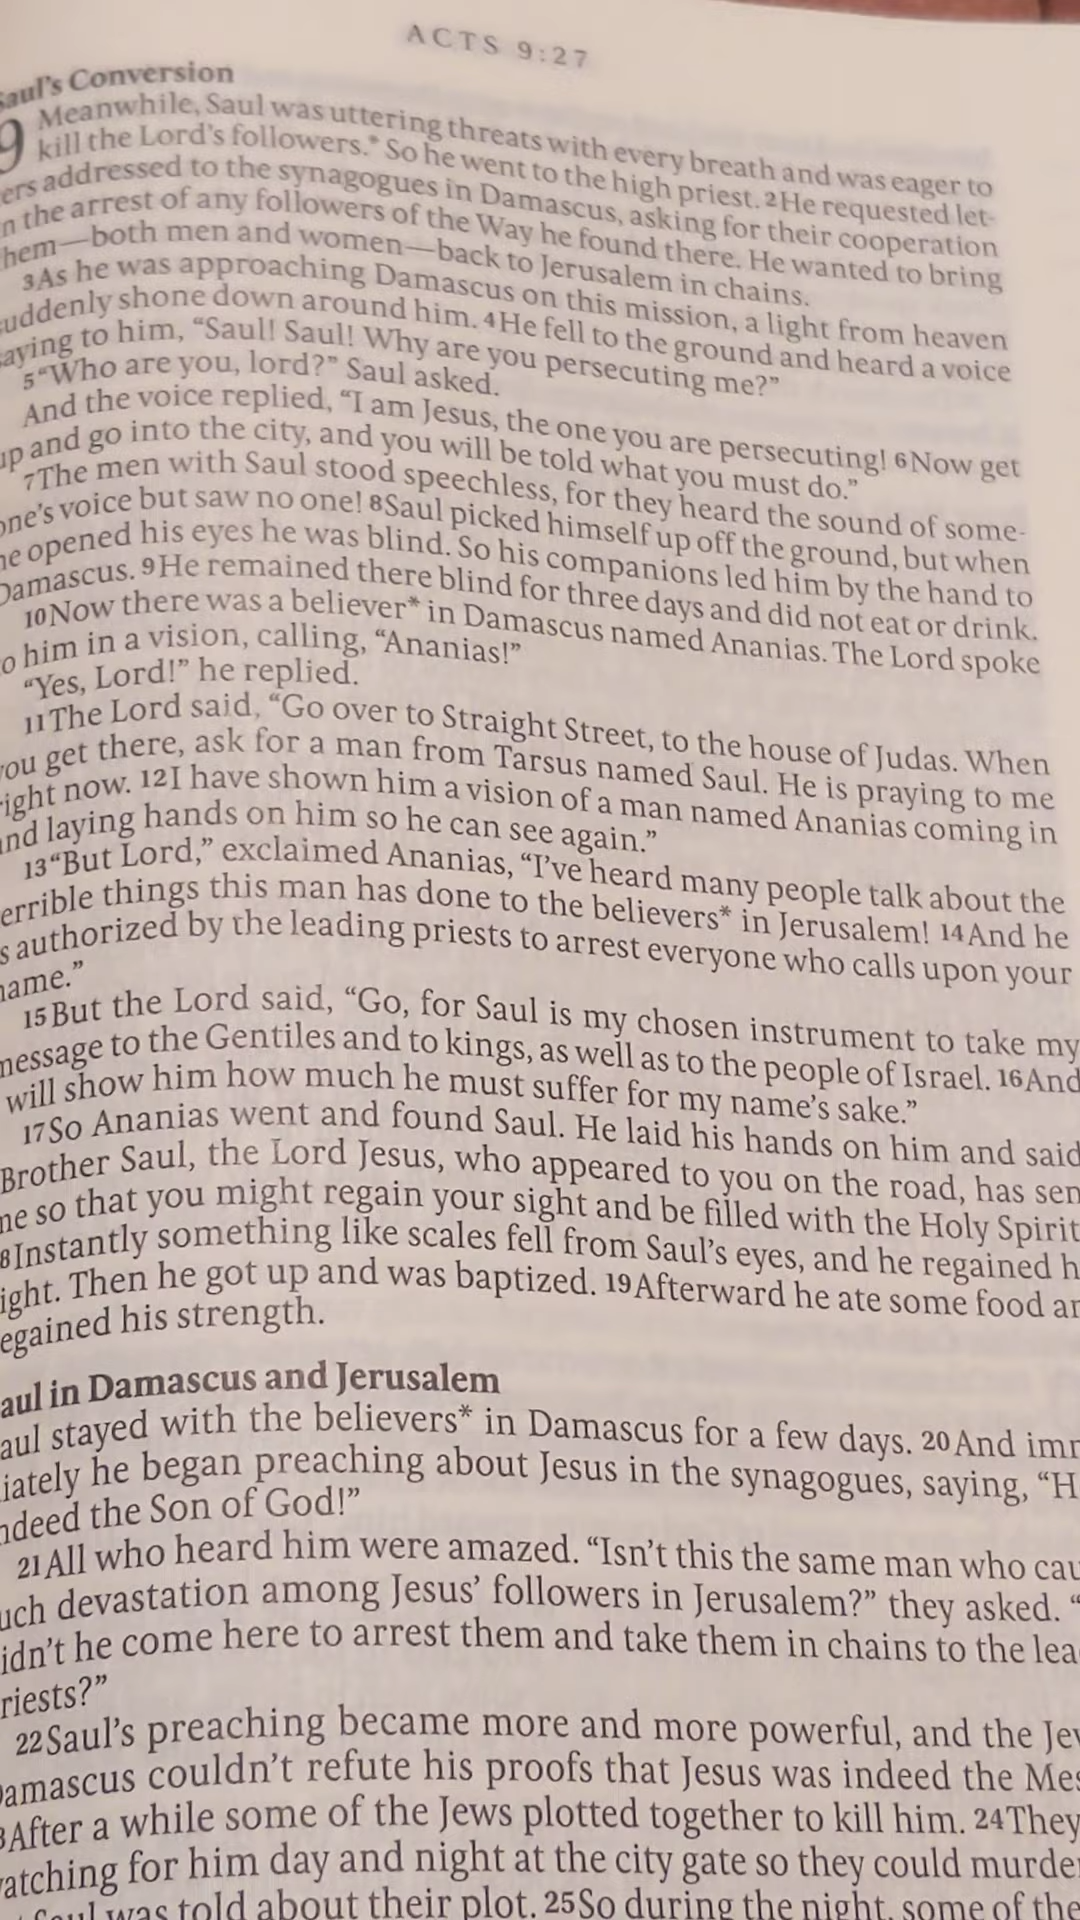 ACTS 9:27
Saul's Conversion
9 Meanwhile, Saul was uttering threats with every breath and was eager to
kill the Lord's followers.* So he went to the high priest. 2He requested let-
ers addressed to the synagogues in Damascus, asking for their cooperation
n the arrest of any followers of the Way he found there. He wanted to bring
hem—both men and women—back to Jerusalem in chains.
3As he was approaching Damascus on this mission, a light from heaven
uddenly shone down around him. 4He fell to the ground and heard a voice
aying to him, “Saul! Saul! Why are you persecuting me?”
5“Who are you, lord?” Saul asked.
And the voice replied, “I am Jesus, the one you are persecuting! 6Now get
up and go into the city, and you will be told what you must do.”
7The men with Saul stood speechless, for they heard the sound of some-
one's voice but saw no one! 8Saul picked himself up off the ground, but when
he opened his eyes he was blind. So his companions led him by the hand to
Damascus. 9He remained there blind for three days and did not eat or drink.
10Now there was a believer* in Damascus named Ananias. The Lord spoke
o him in a vision, calling, “Ananias!”
“Yes, Lord!” he replied.
11The Lord said, “Go over to Straight Street, to the house of Judas. When
you get there, ask for a man from Tarsus named Saul. He is praying to me
right now. 12I have shown him a vision of a man named Ananias coming in
and laying hands on him so he can see again.”
13“But Lord,” exclaimed Ananias, “I've heard many people talk about the
errible things this man has done to the believers* in Jerusalem! 14And he
s authorized by the leading priests to arrest everyone who calls upon your
name.”
15But the Lord said, “Go, for Saul is my chosen instrument to take my
message to the Gentiles and to kings, as well as to the people of Israel. 16And
will show him how much he must suffer for my name's sake.”
17So Ananias went and found Saul. He laid his hands on him and said
Brother Saul, the Lord Jesus, who appeared to you on the road, has sen
me so that you might regain your sight and be filled with the Holy Spirit
8Instantly something like scales fell from Saul's eyes, and he regained h
ight. Then he got up and was baptized. 19Afterward he ate some food an
egained his strength.
aul in Damascus and Jerusalem
aul stayed with the believers* in Damascus for a few days. 20And imm
iately he began preaching about Jesus in the synagogues, saying, “H
ndeed the Son of God!”
21All who heard him were amazed. “Isn't this the same man who cau
uch devastation among Jesus' followers in Jerusalem?” they asked. “
idn't he come here to arrest them and take them in chains to the lea
riests?”
22Saul's preaching became more and more powerful, and the Jew
Damascus couldn't refute his proofs that Jesus was indeed the Mes
3After a while some of the Jews plotted together to kill him. 24They
atching for him day and night at the city gate so they could murde
Saul was told about their plot. 25So during the night, some of the